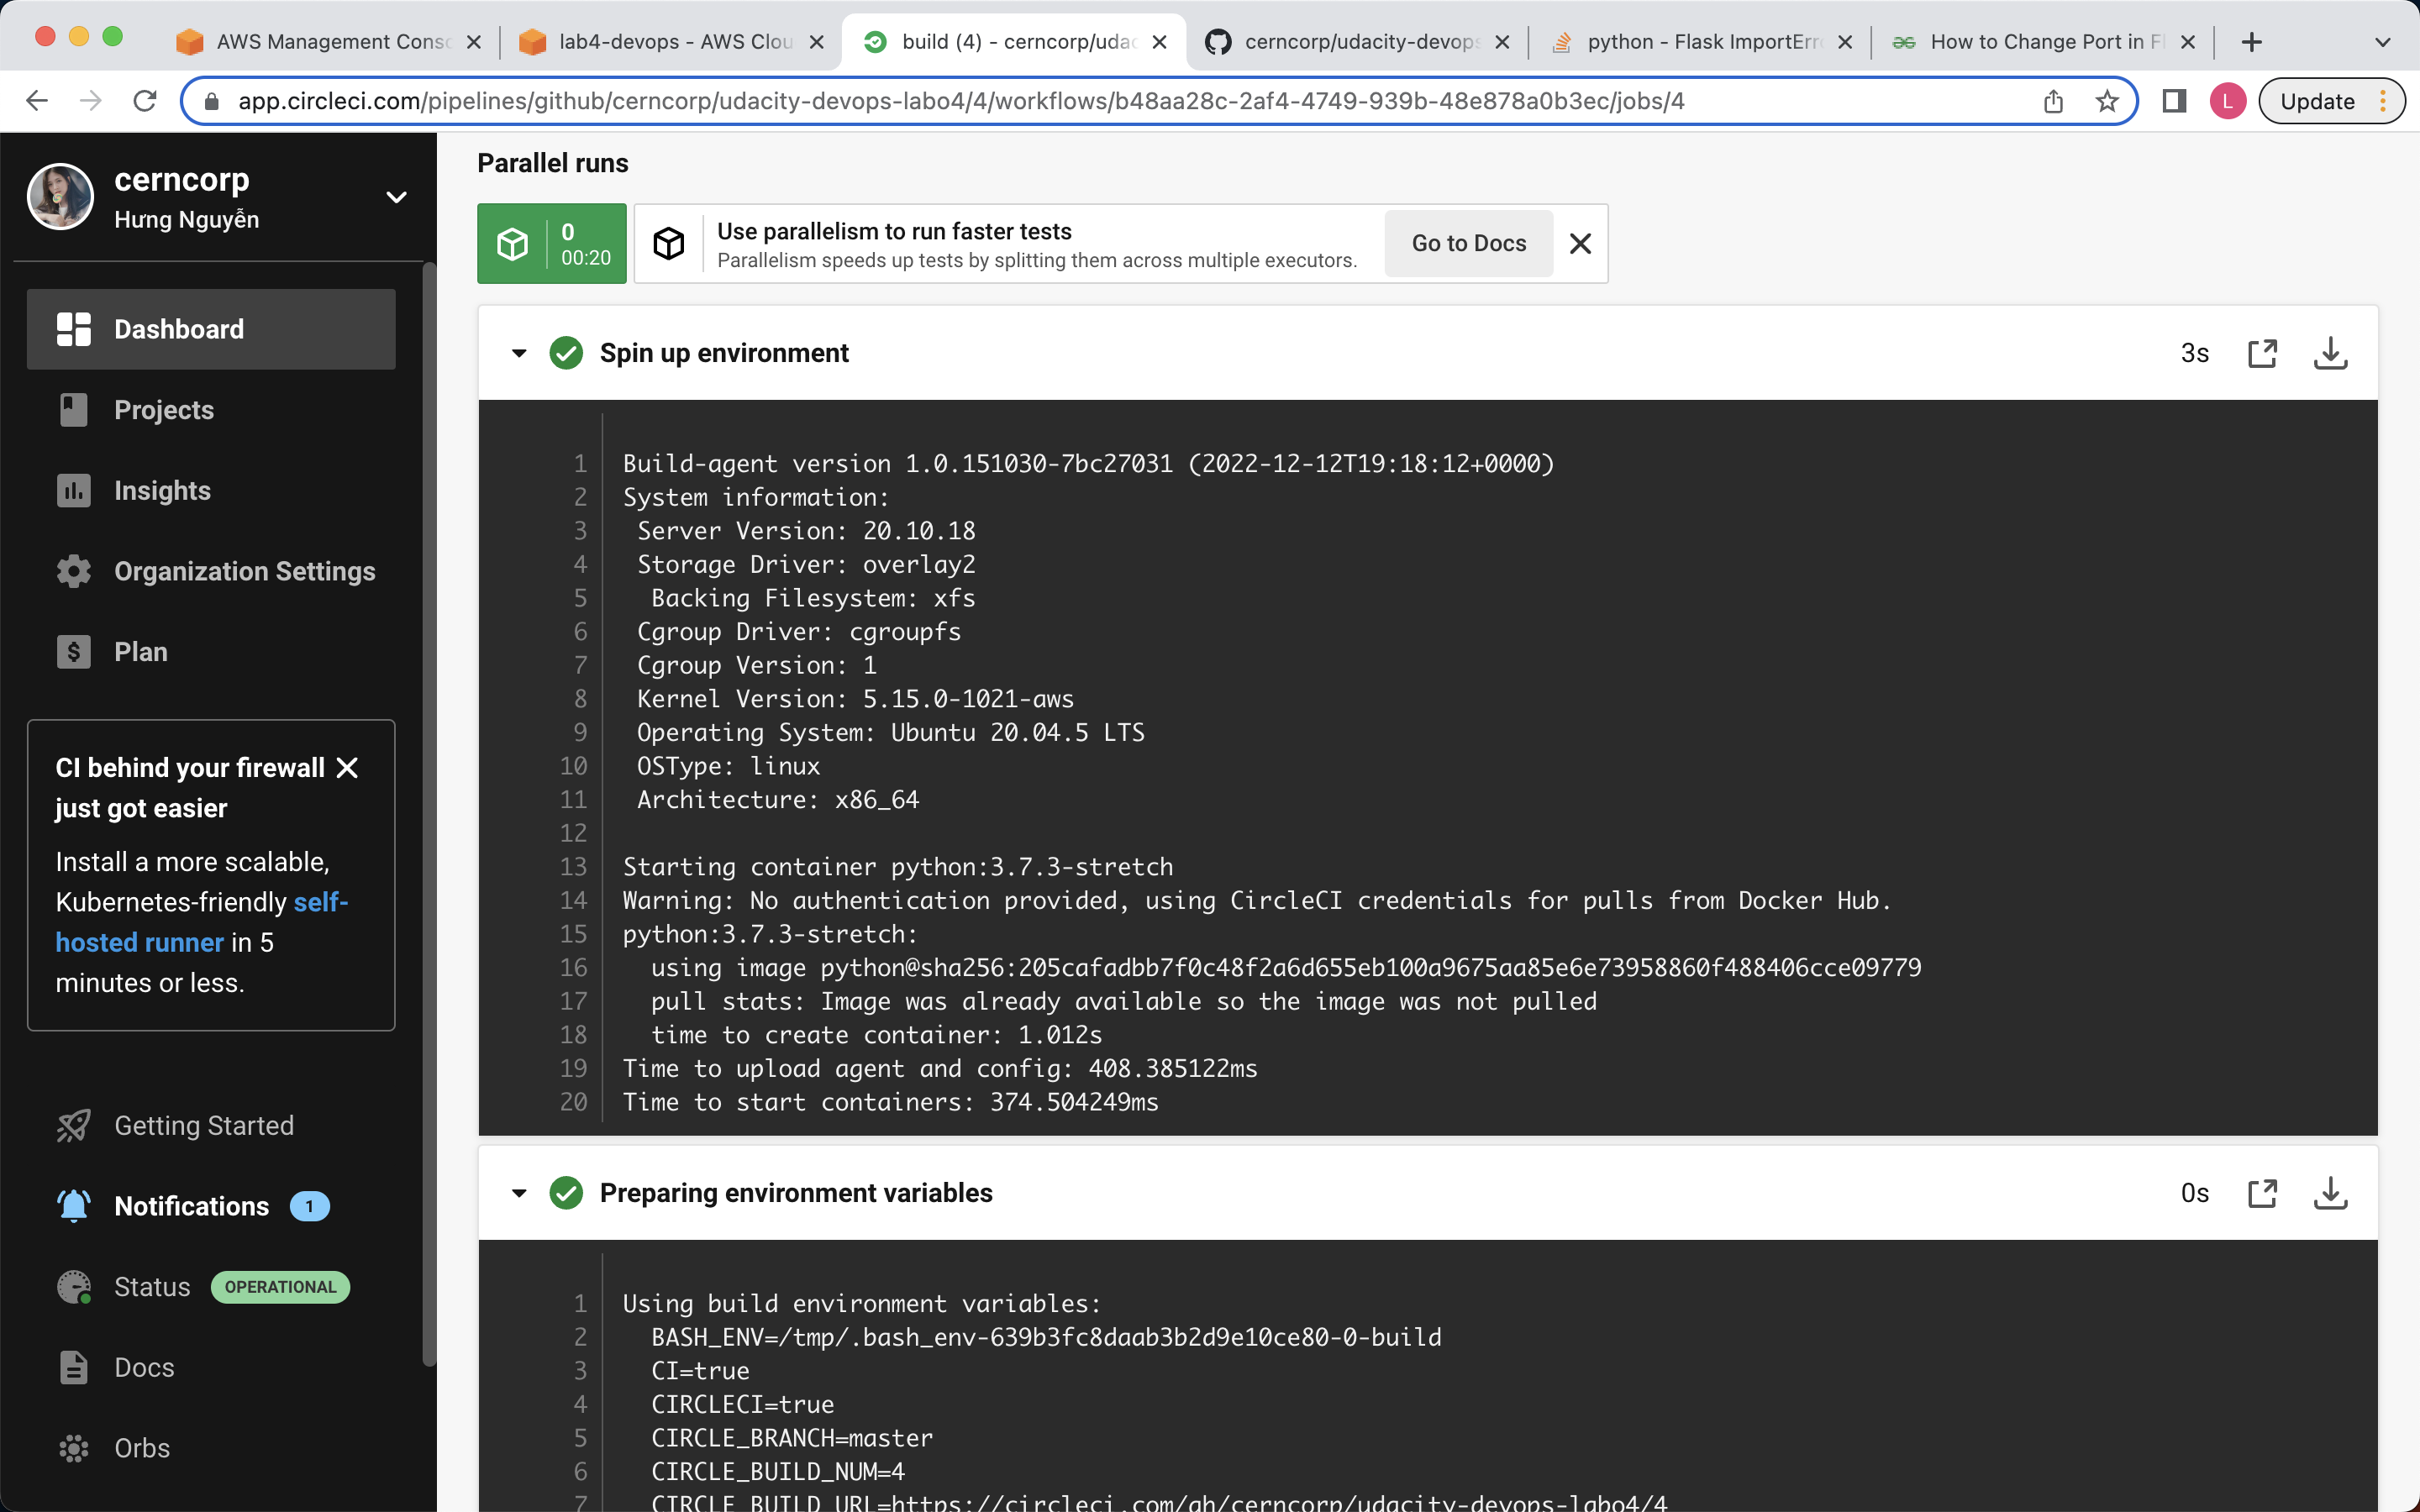 AWS Management Conso
lab4-devops - AWS Clou
build (4) - cerncorp/udac
cerncorp/udacity-devops
python - Flask ImportErr
How to Change Port in Fl
app.circleci.com/pipelines/github/cerncorp/udacity-devops-labo4/4/workflows/b48aa28c-2af4-4749-939b-48e878a0b3ec/jobs/4
L
Update
cerncorp
Hưng Nguyễn
Dashboard
Projects
Insights
Organization Settings
Plan
CI behind your firewall
just got easier
Install a more scalable,
Kubernetes-friendly self-
hosted runner in 5
minutes or less.
Getting Started
Notifications 1
Status OPERATIONAL
Docs
Orbs
Parallel runs
0
00:20
Use parallelism to run faster tests
Parallelism speeds up tests by splitting them across multiple executors.
Go to Docs
Spin up environment
3s
1 Build-agent version 1.0.151030-7bc27031 (2022-12-12T19:18:12+0000)
2 System information:
3 Server Version: 20.10.18
4 Storage Driver: overlay2
5 Backing Filesystem: xfs
6 Cgroup Driver: cgroupfs
7 Cgroup Version: 1
8 Kernel Version: 5.15.0-1021-aws
9 Operating System: Ubuntu 20.04.5 LTS
10 OSType: linux
11 Architecture: x86_64
12
13 Starting container python:3.7.3-stretch
14 Warning: No authentication provided, using CircleCI credentials for pulls from Docker Hub.
15 python:3.7.3-stretch:
16 using image python@sha256:205cafadbb7f0c48f2a6d655eb100a9675aa85e6e73958860f488406cce09779
17 pull stats: Image was already available so the image was not pulled
18 time to create container: 1.012s
19 Time to upload agent and config: 408.385122ms
20 Time to start containers: 374.504249ms
Preparing environment variables
0s
1 Using build environment variables:
2 BASH_ENV=/tmp/.bash_env-639b3fc8daab3b2d9e10ce80-0-build
3 CI=true
4 CIRCLECI=true
5 CIRCLE_BRANCH=master
6 CIRCLE_BUILD_NUM=4
7 CIRCLE_BUILD_URL=https://circleci.com/gh/cerncorp/udacity-devops-labo4/4